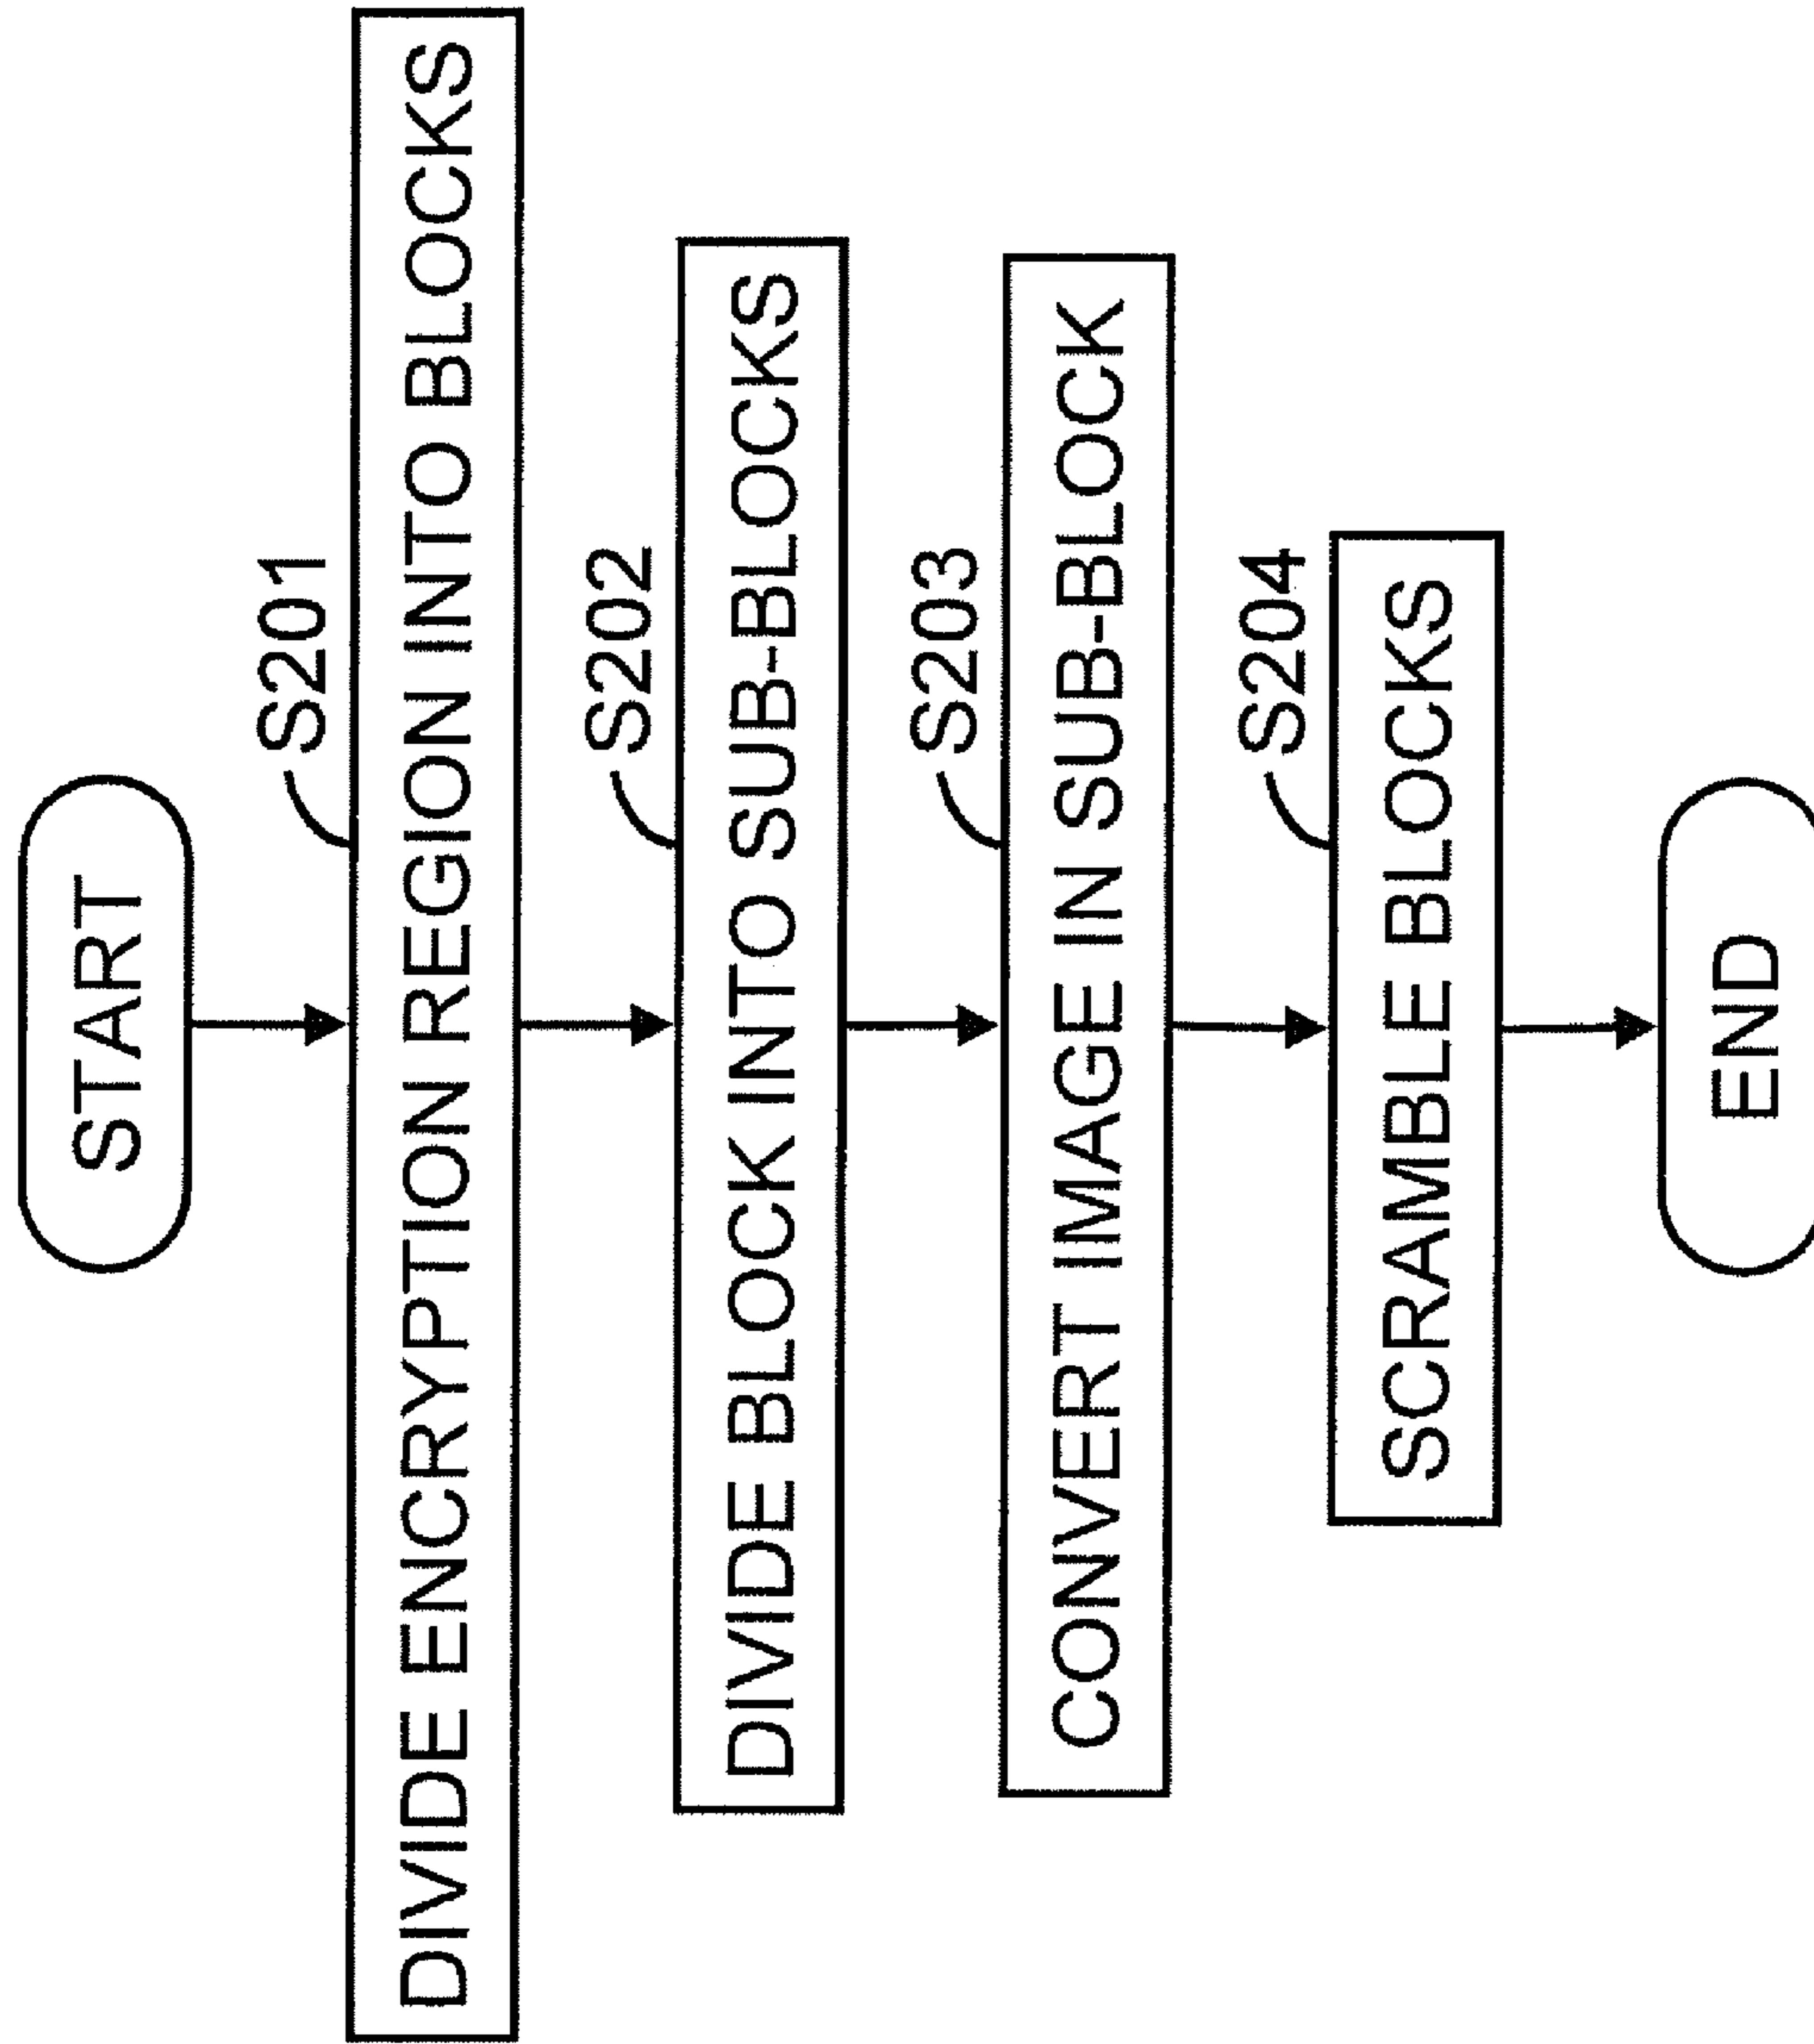 START
S201
DIVIDE ENCRYPTION REGION INTO BLOCKS
S202
DIVIDE BLOCK INTO SUB-BLOCKS
S203
CONVERT IMAGE IN SUB-BLOCK
S204
SCRAMBLE BLOCKS
END